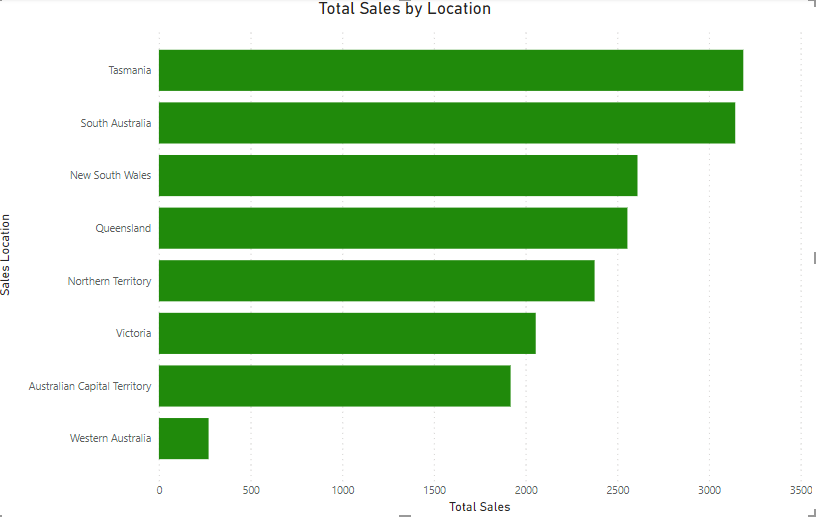 Total Sales by Location
Sales Location
Tasmania
South Australia
New South Wales
Queensland
Northern Territory
Victoria
Australian Capital Territory
Western Australia
0 500 1000 1500 2000 2500 3000 3500
Total Sales